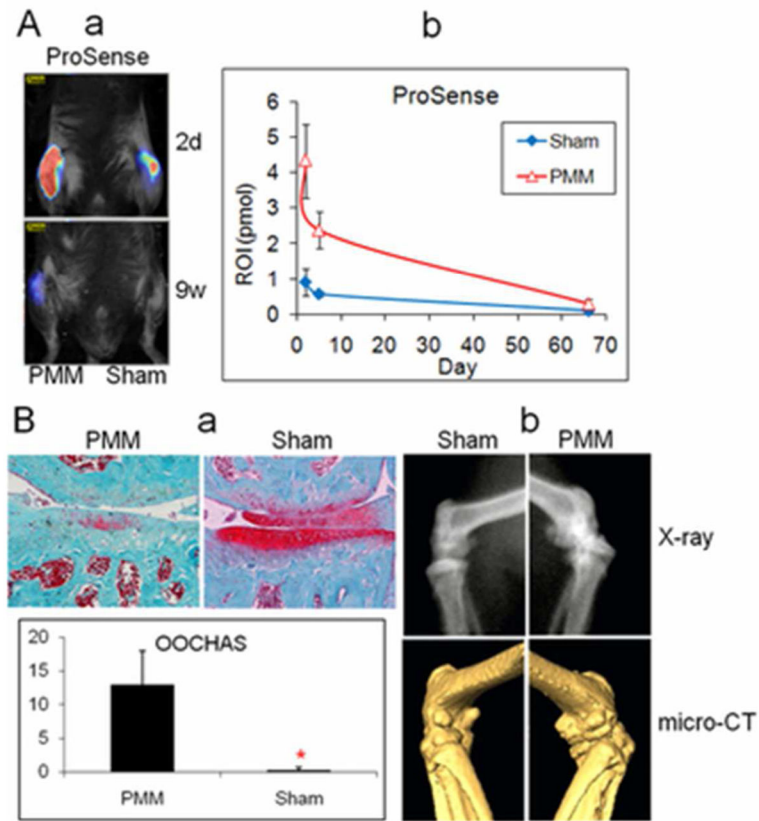 A
a
b
ProSense
2d
9w
PMM
Sham
ProSense
6
5
4
3
2
1
0
ROI (pmol)
0 10 20 30 40 50 60 70
Day
Sham
PMM
B
a
b
PMM
Sham
Sham
PMM
X-ray
micro-CT
OOCHAS
20
15
10
5
0
*
PMM
Sham